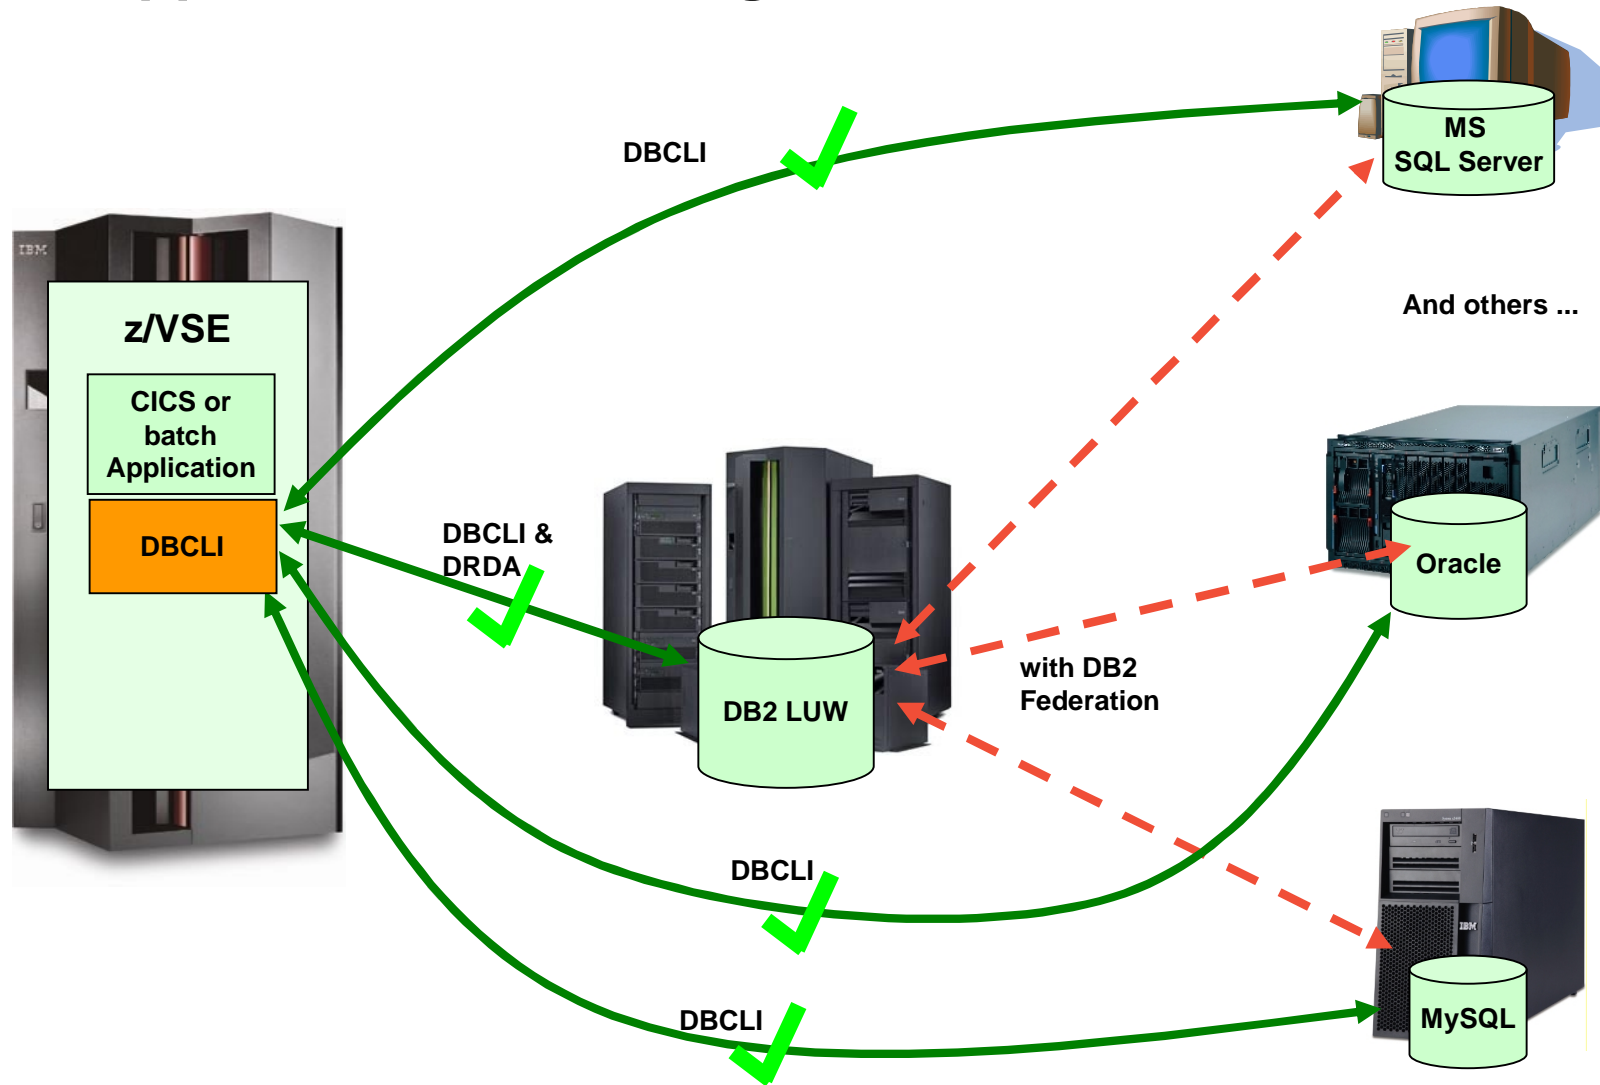 DBCLI
MS
SQL Server
IBM
z/VSE
And others ...
CICS or
batch
Application
DBCLI
DBCLI &
DRDA
Oracle
with DB2
Federation
DB2 LUW
DBCLI
IBM
DBCLI
MySQL